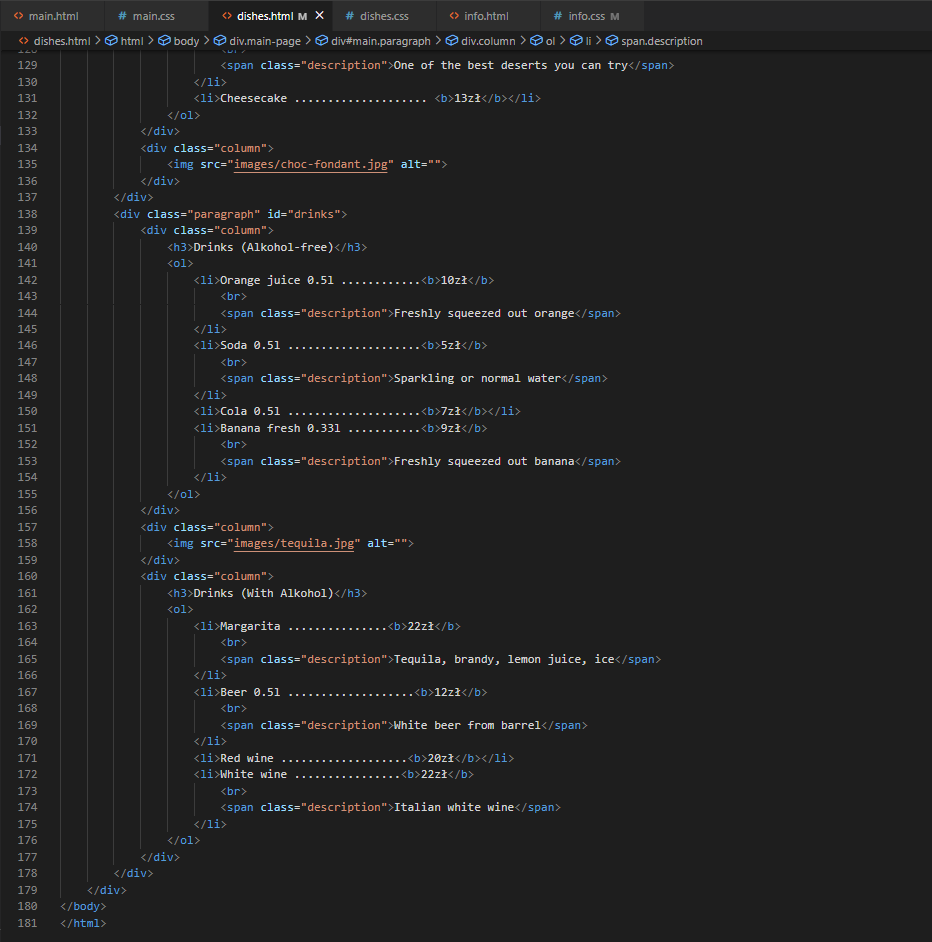 main.html main.css dishes.html M dishes.css info.html info.css M
dishes.html > html > body > div.main-page > div#main.paragraph > div.column > ol > li > span.description
129 <span class="description">One of the best deserts you can try</span>
130 </li>
131 <li>Cheesecake .................... <b>13zł</b></li>
132 </ol>
133 </div>
134 <div class="column">
135 <img src="images/choc-fondant.jpg" alt="">
136 </div>
137 </div>
138 <div class="paragraph" id="drinks">
139 <div class="column">
140 <h3>Drinks (Alkohol-free)</h3>
141 <ol>
142 <li>Orange juice 0.5l ............<b>10zł</b>
143 <br>
144 <span class="description">Freshly squeezed out orange</span>
145 </li>
146 <li>Soda 0.5l ....................<b>5zł</b>
147 <br>
148 <span class="description">Sparkling or normal water</span>
149 </li>
150 <li>Cola 0.5l ....................<b>7zł</b></li>
151 <li>Banana fresh 0.33l ...........<b>9zł</b>
152 <br>
153 <span class="description">Freshly squeezed out banana</span>
154 </li>
155 </ol>
156 </div>
157 <div class="column">
158 <img src="images/tequila.jpg" alt="">
159 </div>
160 <div class="column">
161 <h3>Drinks (With Alkohol)</h3>
162 <ol>
163 <li>Margarita ...............<b>22zł</b>
164 <br>
165 <span class="description">Tequila, brandy, lemon juice, ice</span>
166 </li>
167 <li>Beer 0.5l ...................<b>12zł</b>
168 <br>
169 <span class="description">White beer from barrel</span>
170 </li>
171 <li>Red wine ...................<b>20zł</b></li>
172 <li>White wine ................<b>22zł</b>
173 <br>
174 <span class="description">Italian white wine</span>
175 </li>
176 </ol>
177 </div>
178 </div>
179 </div>
180 </body>
181 </html>